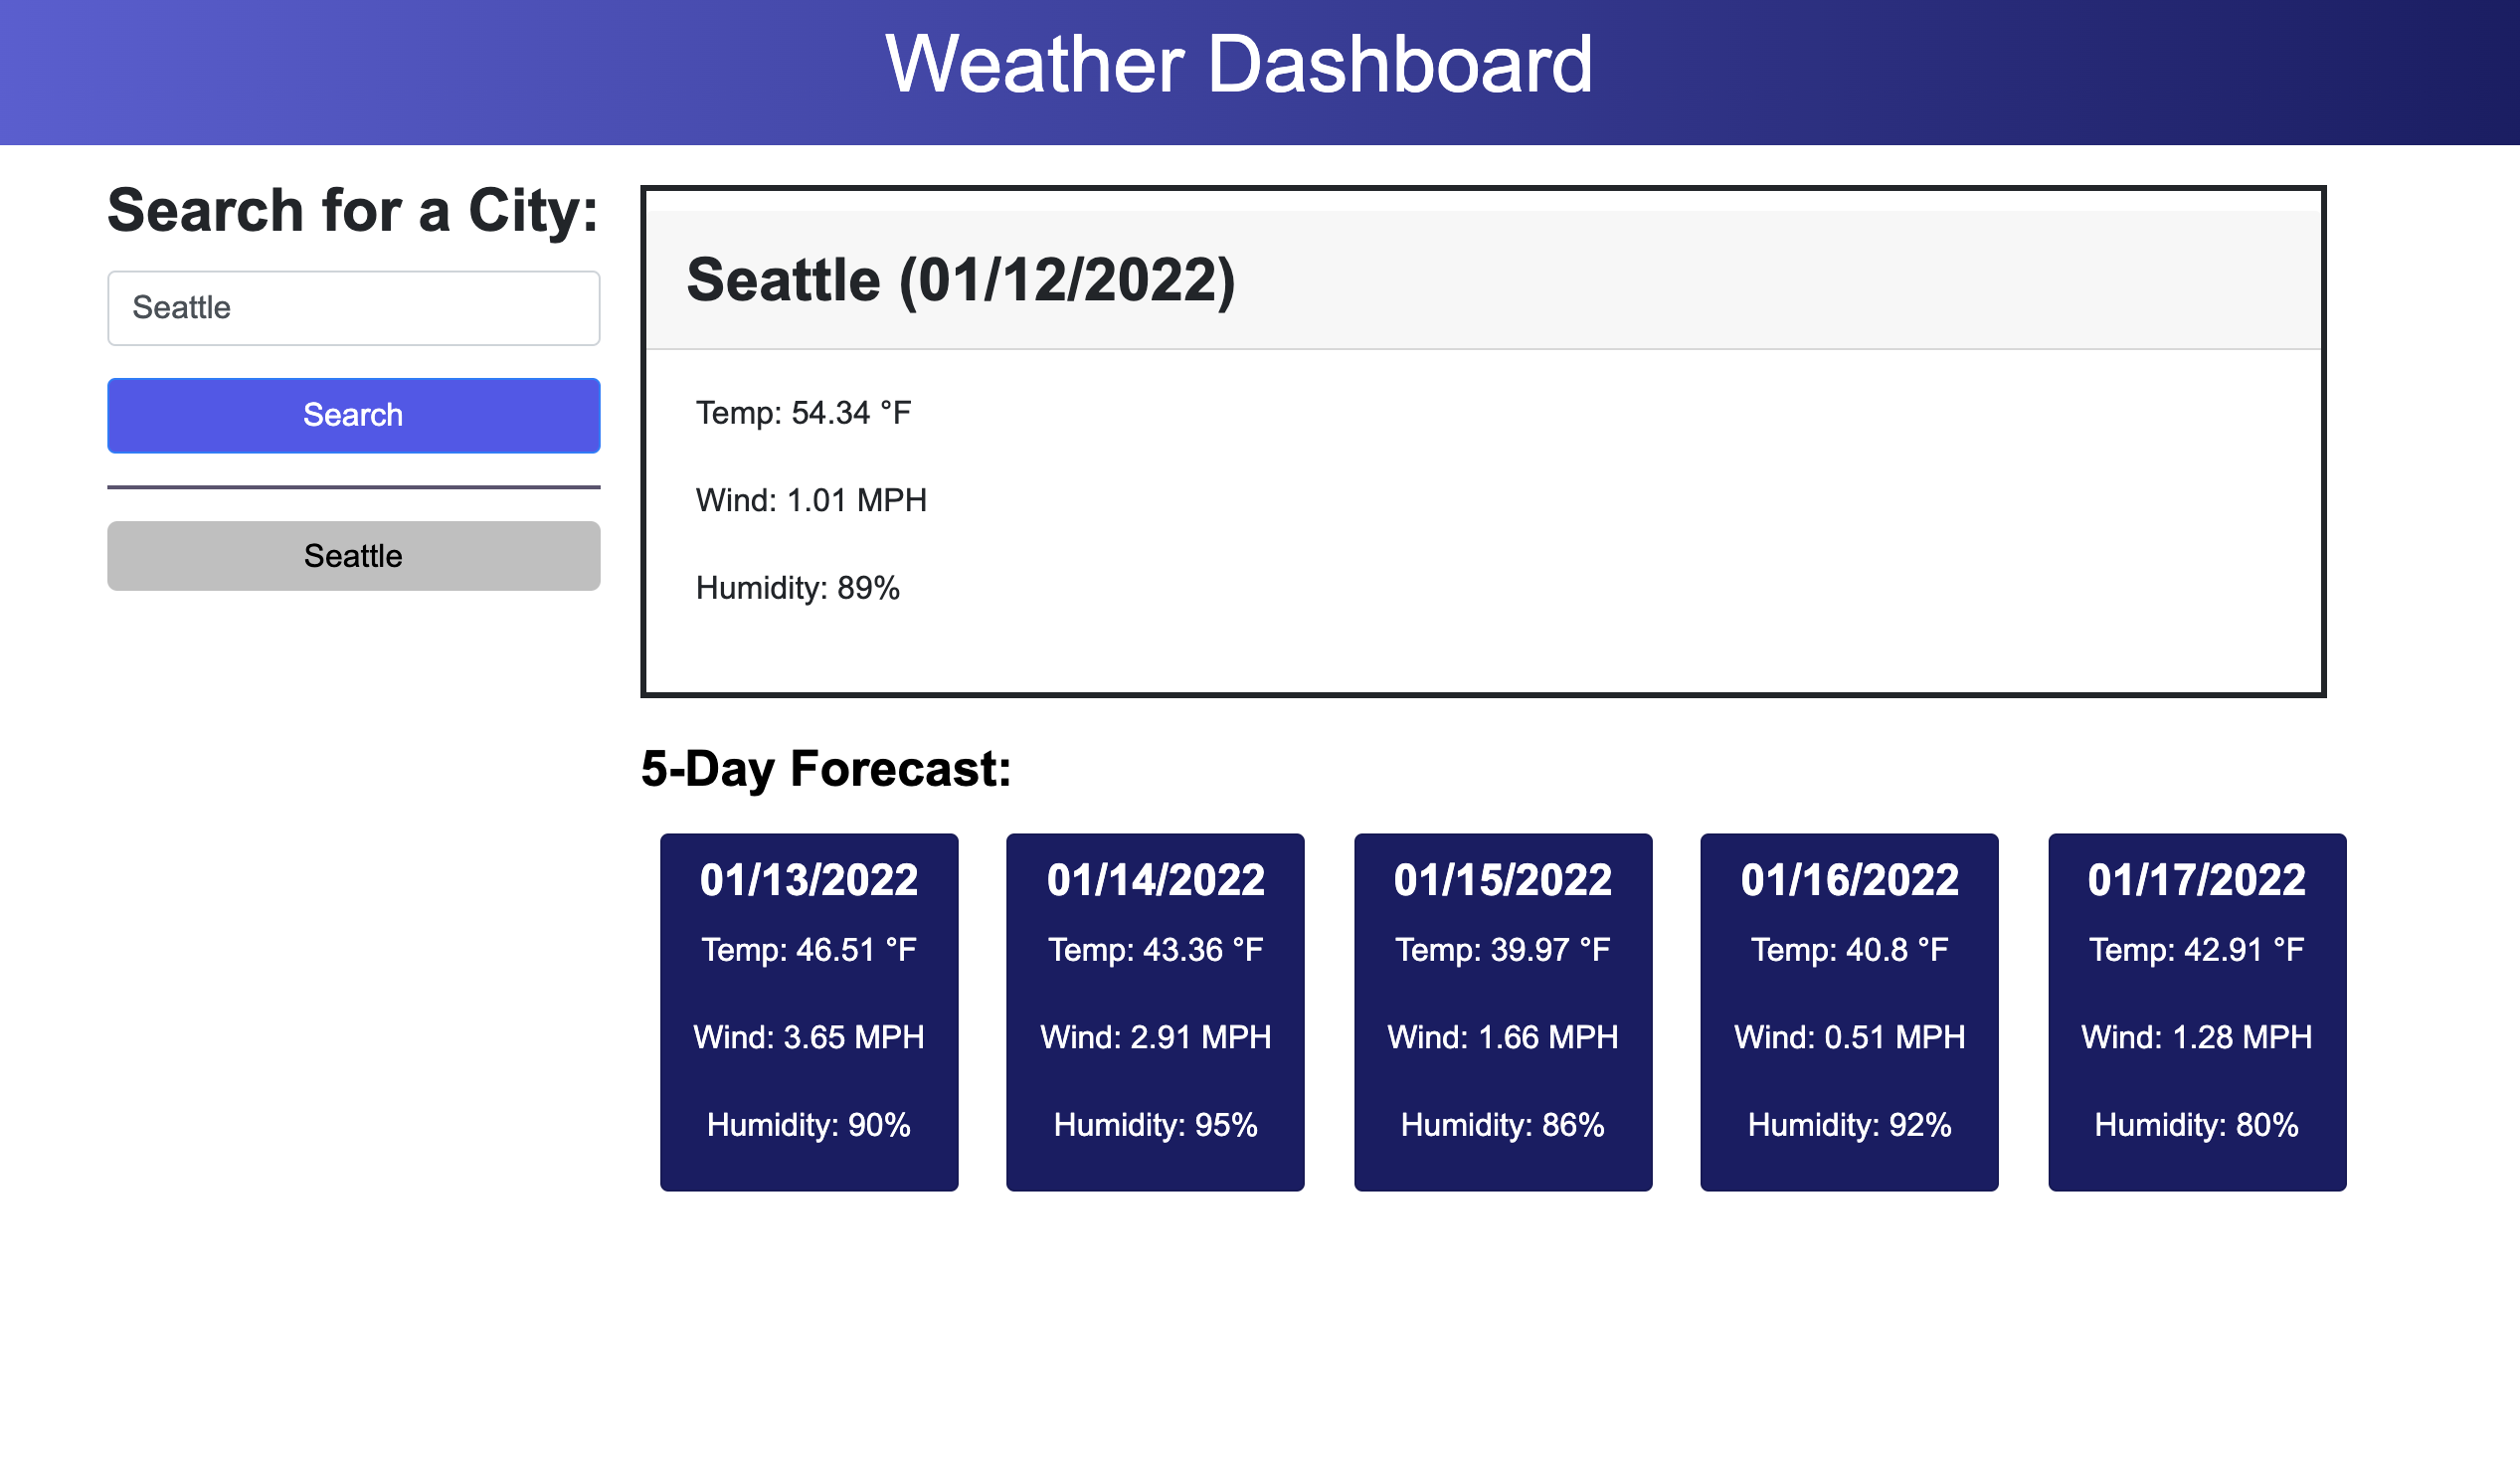 Weather Dashboard
Search for a City:
Seattle
Search
Seattle
Seattle (01/12/2022)
Temp: 54.34 °F
Wind: 1.01 MPH
Humidity: 89%
5-Day Forecast:
01/13/2022
Temp: 46.51 °F
Wind: 3.65 MPH
Humidity: 90%
01/14/2022
Temp: 43.36 °F
Wind: 2.91 MPH
Humidity: 95%
01/15/2022
Temp: 39.97 °F
Wind: 1.66 MPH
Humidity: 86%
01/16/2022
Temp: 40.8 °F
Wind: 0.51 MPH
Humidity: 92%
01/17/2022
Temp: 42.91 °F
Wind: 1.28 MPH
Humidity: 80%